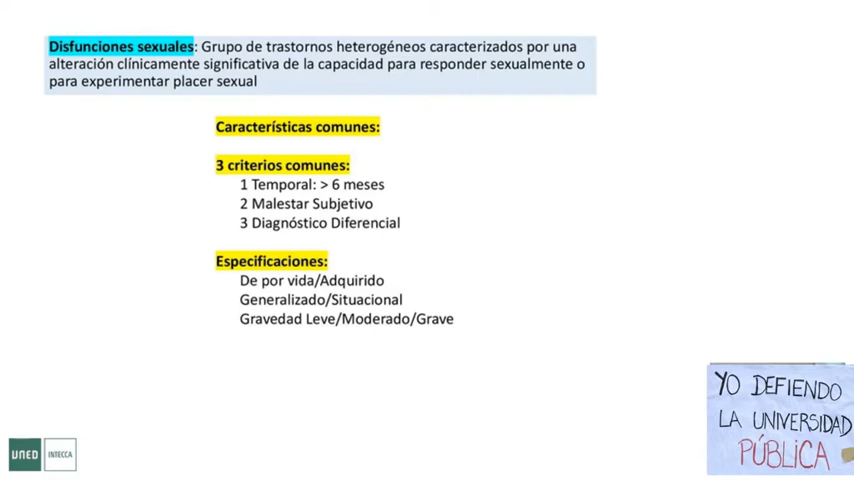 Disfunciones sexuales: Grupo de trastornos heterogéneos caracterizados por una
alteración clínicamente significativa de la capacidad para responder sexualmente o
para experimentar placer sexual
Características comunes:
3 criterios comunes:
1 Temporal: > 6 meses
2 Malestar Subjetivo
3 Diagnóstico Diferencial
Especificaciones:
De por vida/Adquirido
Generalizado/Situacional
Gravedad Leve/Moderado/Grave
YO DEFIENDO
LA UNIVERSIDAD
PÚBLICA
UNED INTECCA